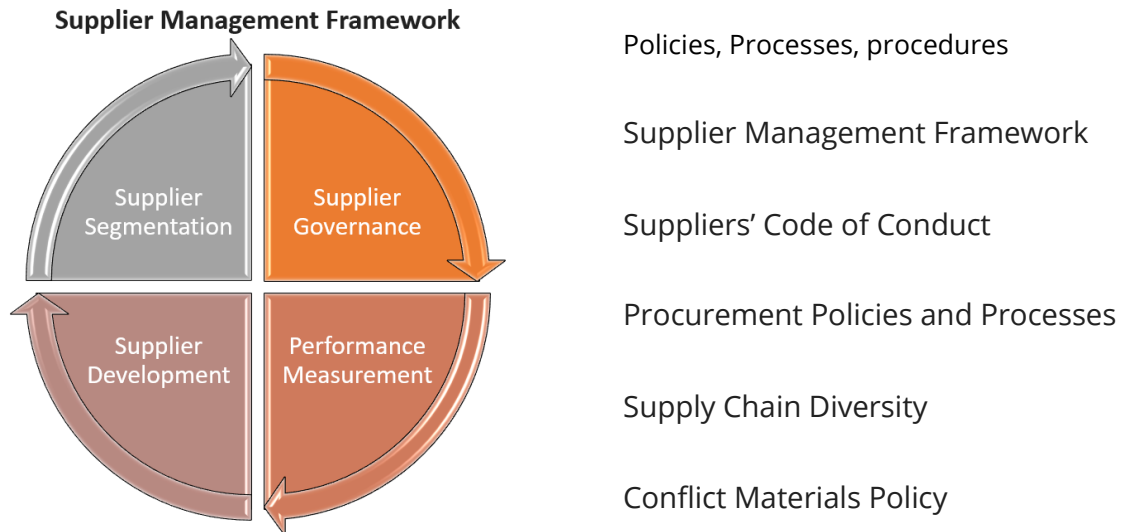 Supplier Management Framework
Supplier
Segmentation
Supplier
Governance
Supplier
Development
Performance
Measurement
Policies, Processes, procedures
Supplier Management Framework
Suppliers’ Code of Conduct
Procurement Policies and Processes
Supply Chain Diversity
Conflict Materials Policy